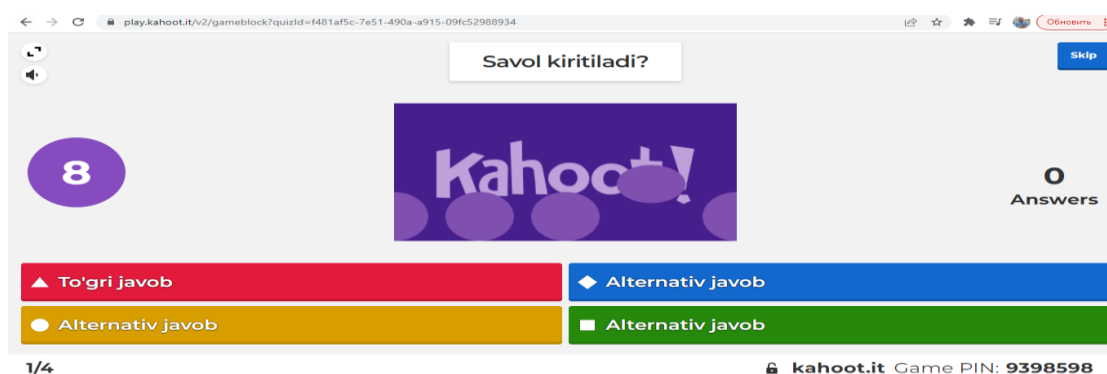 play.kahoot.it/v2/gameblock?quizId=f481af5c-7e51-490a-a915-09fc52988934
Обновить
Savol kiritiladi?
Skip
8
Kahoot!
0
Answers
To'gri javob
Alternativ javob
Alternativ javob
Alternativ javob
1/4
kahoot.it Game PIN: 9398598